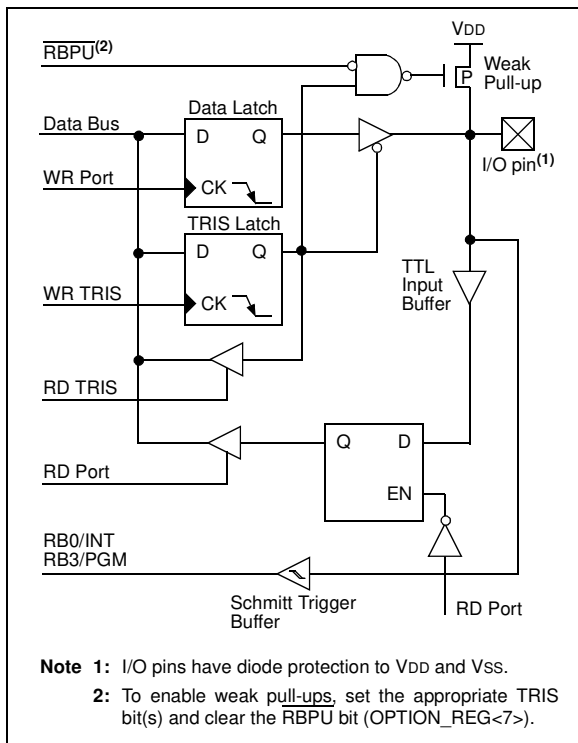 VDD
RBPU(2)
Weak
Pull-up
P
Data Latch
Data Bus
D Q
I/O pin(1)
WR Port
CK
TRIS Latch
D Q
TTL
Input
Buffer
WR TRIS
CK
RD TRIS
Q D
RD Port
EN
RB0/INT
RB3/PGM
Schmitt Trigger
Buffer
RD Port
Note 1: I/O pins have diode protection to VDD and VSS.
2: To enable weak pull-ups, set the appropriate TRIS
bit(s) and clear the RBPU bit (OPTION_REG<7>).